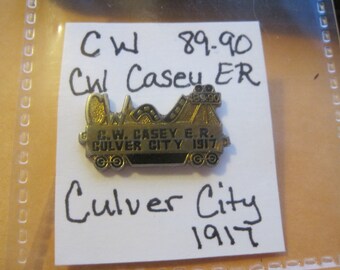 CW 89-90
CW Casey ER
C.W. CASEY E.R.
CULVER CITY 1917
Culver City
1917